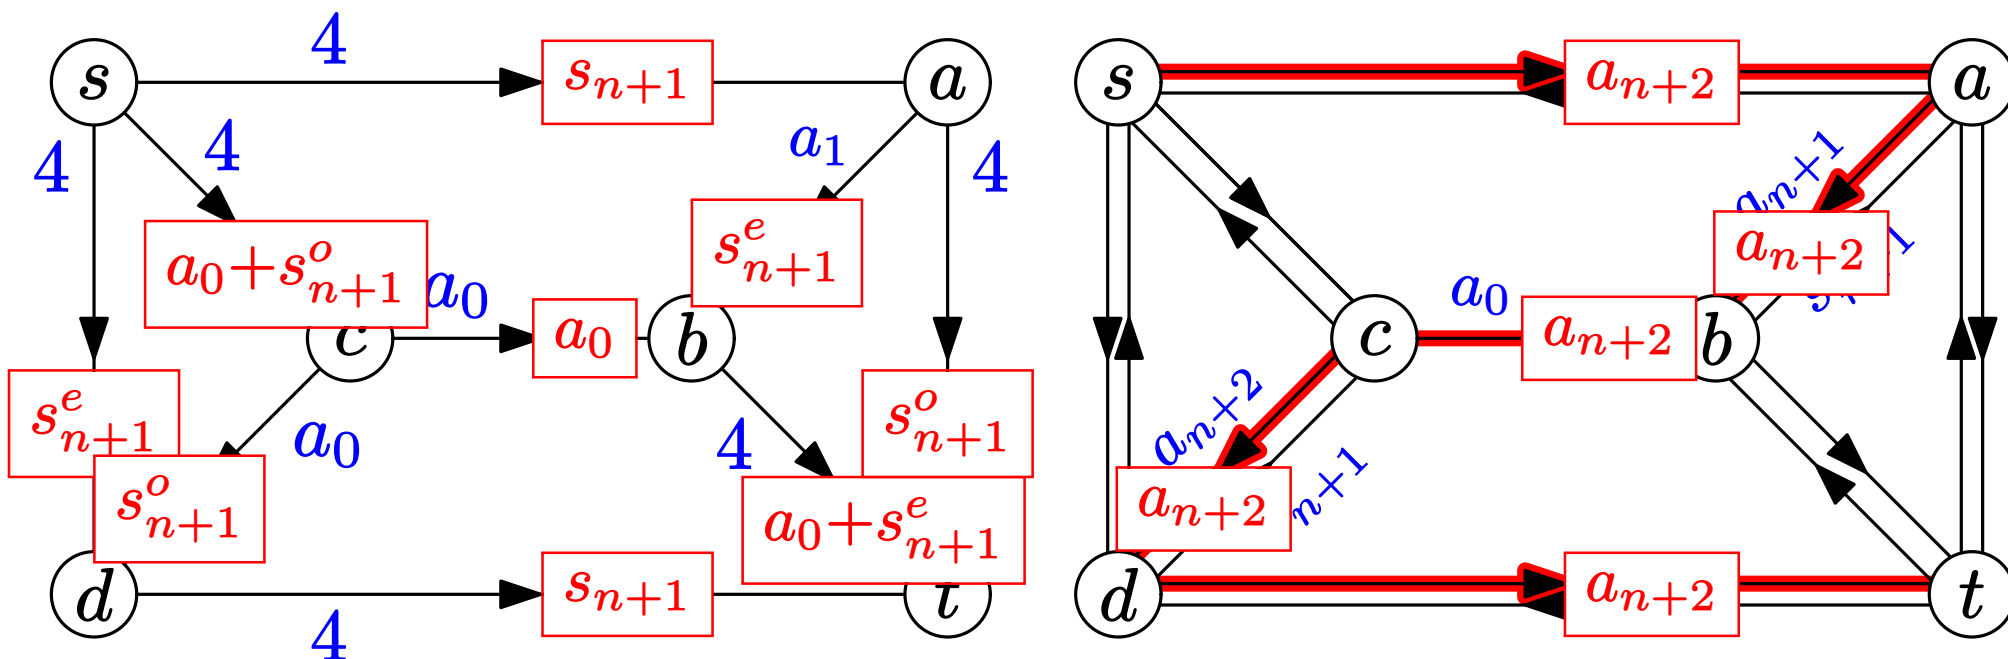 4
s s_{n+1} a
4 4 a_1 4
a_0+s^o_{n+1} s^e_{n+1}
c a_0 a_0 b
s^e_{n+1} a_0 4 s^o_{n+1}
s^o_{n+1} a_0+s^e_{n+1}
d s_{n+1} t
4
s a_{n+2} a
a_{n+1}
a_{n+2}
c a_0 a_{n+2} b
a_{n+2}
a_{n+2} n+1
d a_{n+2} t